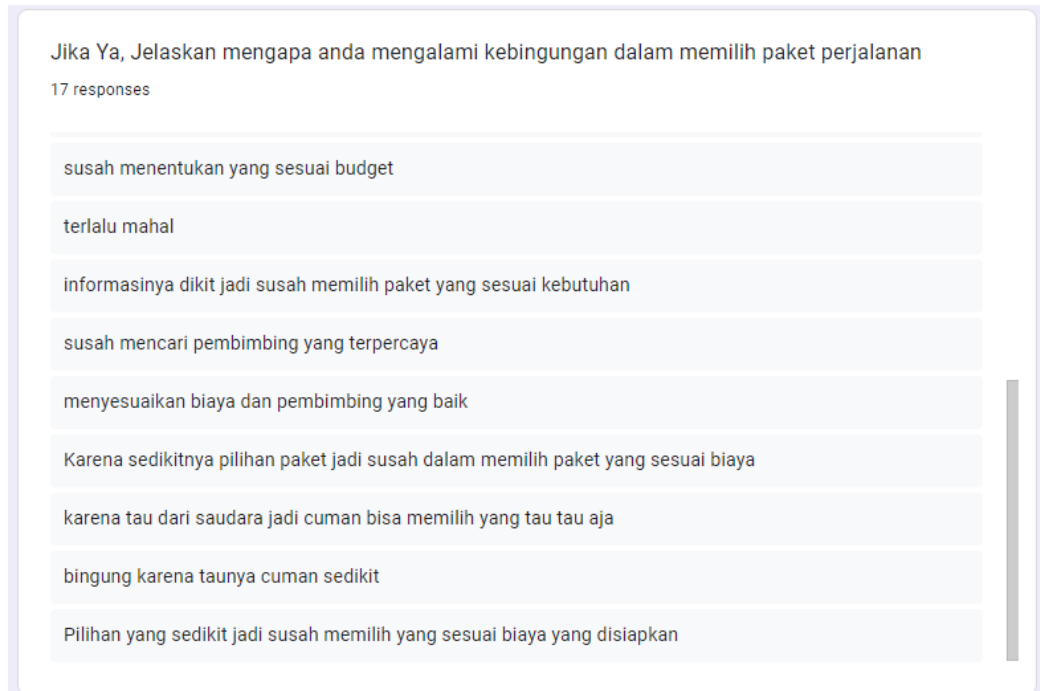 Jika Ya, Jelaskan mengapa anda mengalami kebingungan dalam memilih paket perjalanan
17 responses
susah menentukan yang sesuai budget
terlalu mahal
informasinya dikit jadi susah memilih paket yang sesuai kebutuhan
susah mencari pembimbing yang terpercaya
menyesuaikan biaya dan pembimbing yang baik
Karena sedikitnya pilihan paket jadi susah dalam memilih paket yang sesuai biaya
karena tau dari saudara jadi cuman bisa memilih yang tau tau aja
bingung karena taunya cuman sedikit
Pilihan yang sedikit jadi susah memilih yang sesuai biaya yang disiapkan